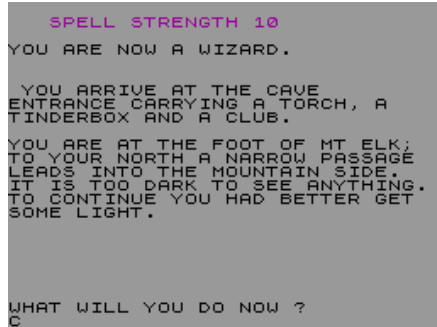 SPELL STRENGTH 10
YOU ARE NOW A WIZARD.
YOU ARRIVE AT THE CAVE
ENTRANCE CARRYING A TORCH, A
TINDERBOX AND A CLUB.
YOU ARE AT THE FOOT OF MT ELK;
TO YOUR NORTH A NARROW PASSAGE
LEADS INTO THE MOUNTAIN SIDE.
IT IS TOO DARK TO SEE ANYTHING.
TO CONTINUE YOU HAD BETTER GET
SOME LIGHT.
WHAT WILL YOU DO NOW ?
C